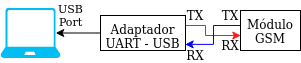 USB
Port
Adaptador
UART - USB
TX
RX
TX
RX
Módulo
GSM